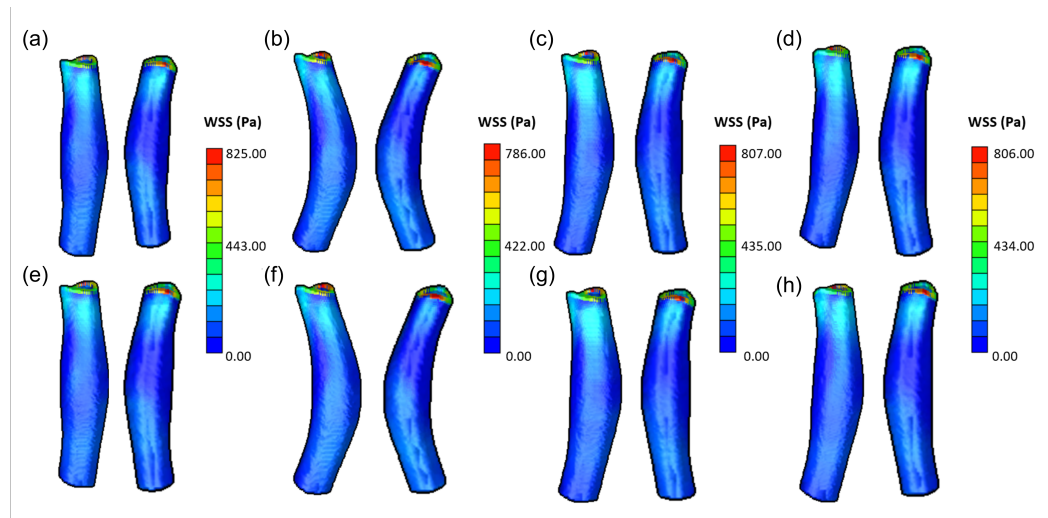 (a)
(b)
(c)
(d)
WSS (Pa)
825.00
443.00
0.00
WSS (Pa)
786.00
422.00
0.00
WSS (Pa)
807.00
435.00
0.00
WSS (Pa)
806.00
434.00
0.00
(e)
(f)
(g)
(h)